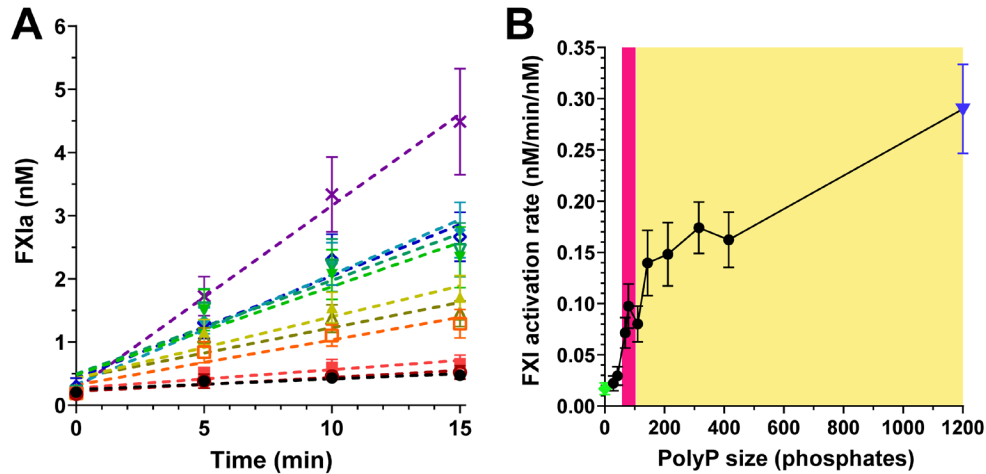 A
FXIa (nM)
6
5
4
3
2
1
0
0 5 10 15
Time (min)
B
FXI activation rate (nM/min/nM)
0.35
0.30
0.25
0.20
0.15
0.10
0.05
0.00
0 200 400 600 800 1000 1200
PolyP size (phosphates)